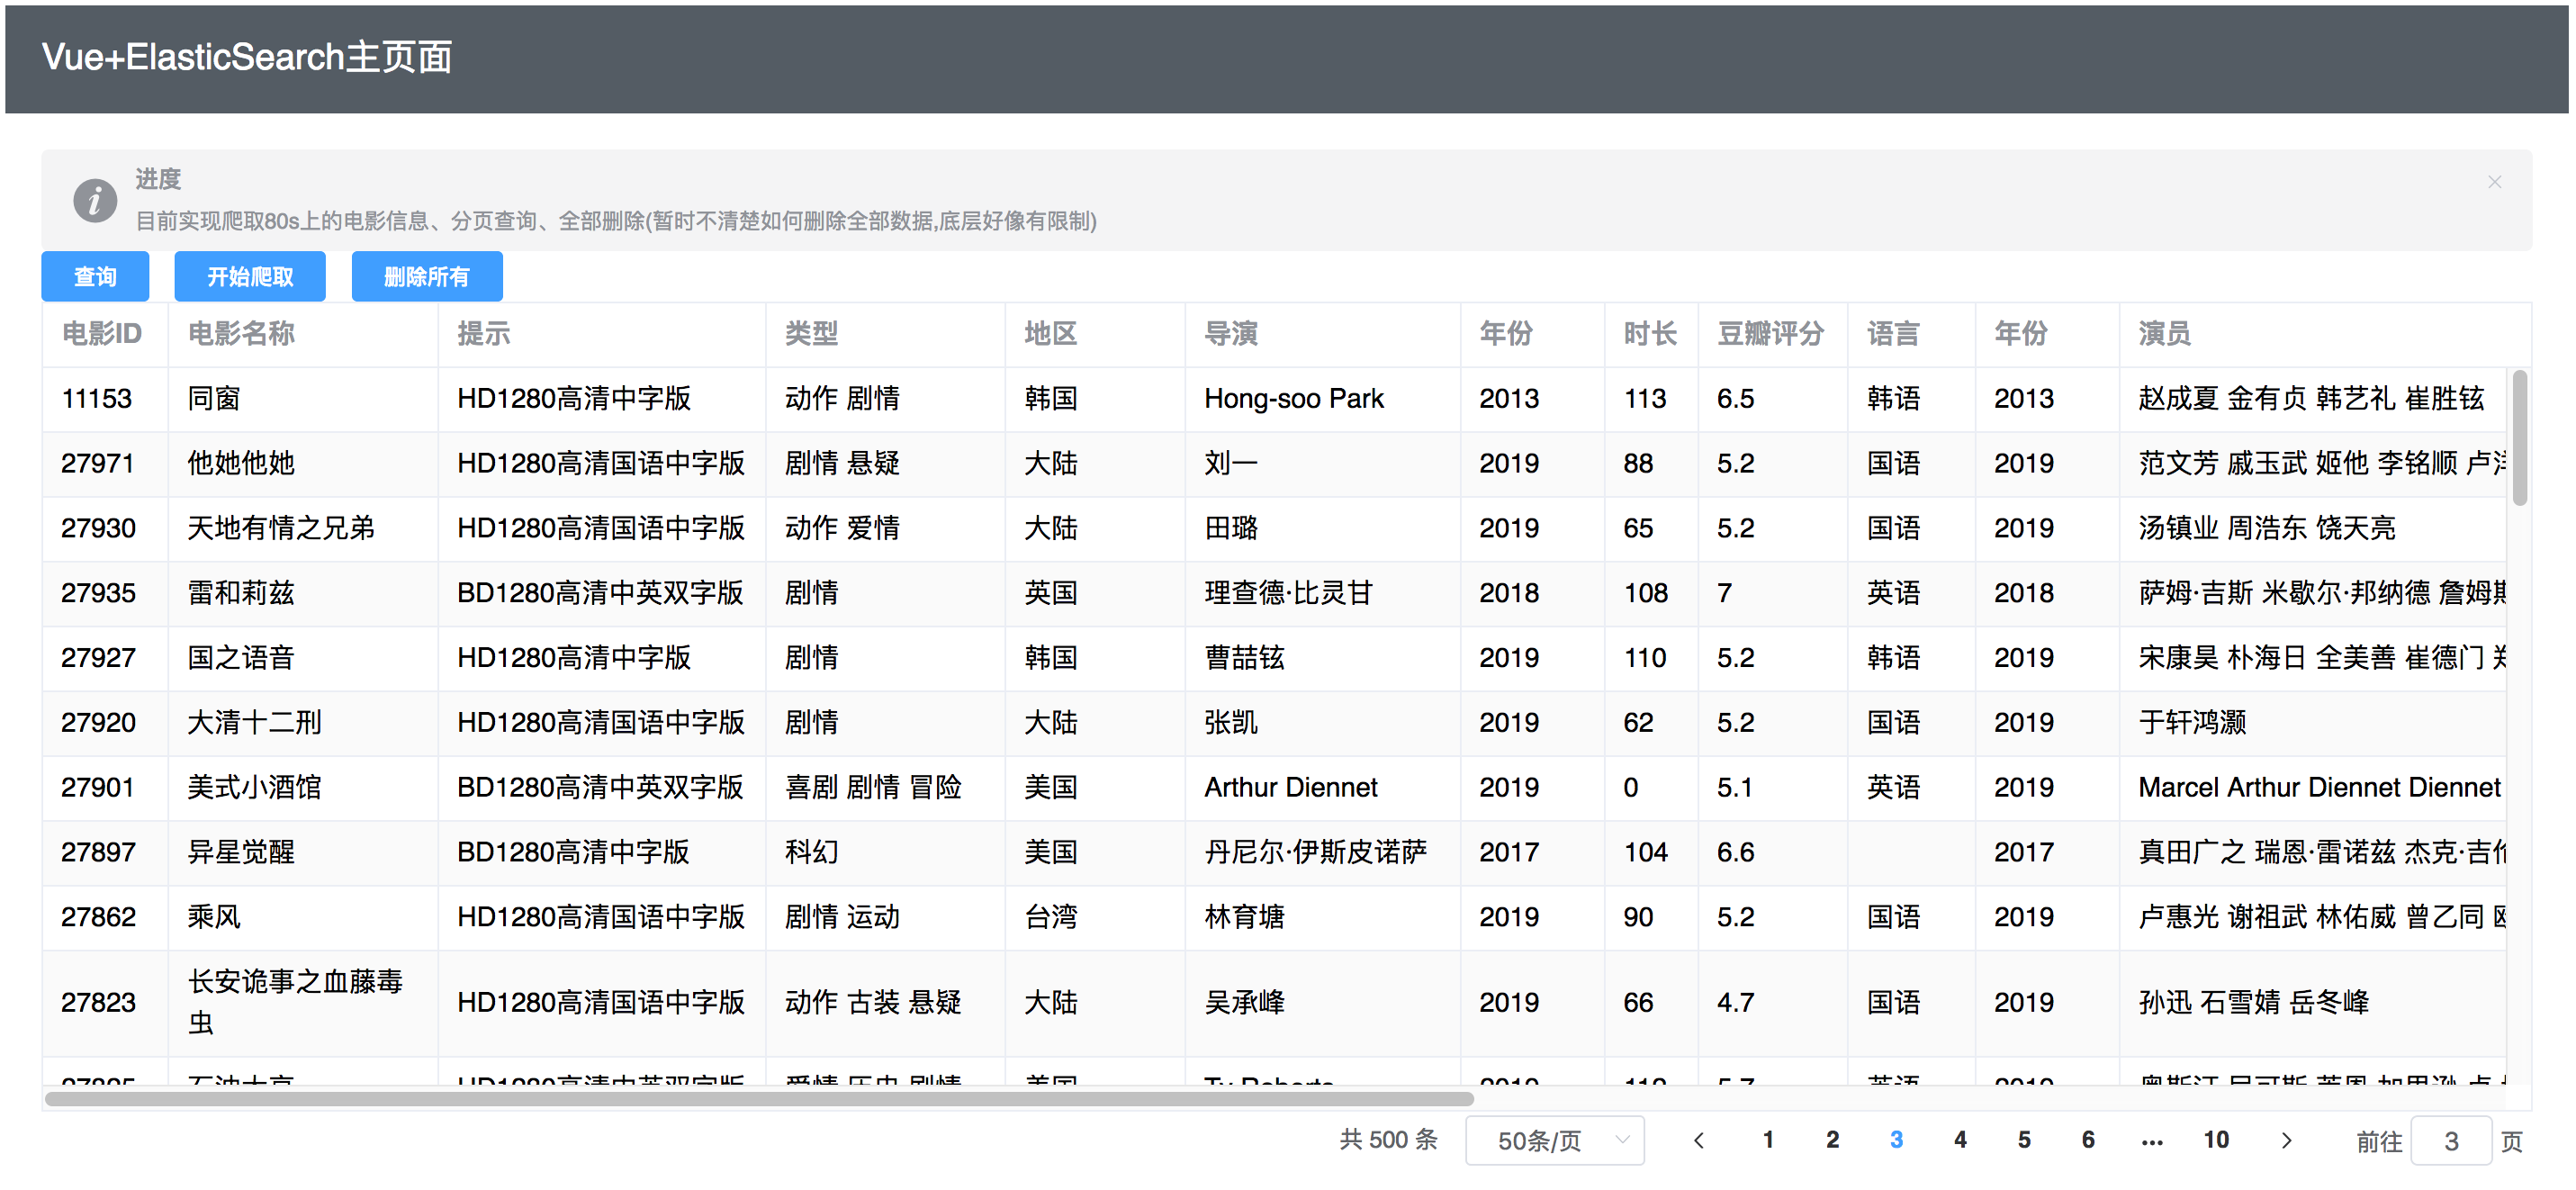 Vue+ElasticSearch主页面
进度
目前实现爬取80s上的电影信息、分页查询、全部删除(暂时不清楚如何删除全部数据,底层好像有限制)
查询 开始爬取 删除所有
电影ID 电影名称 提示 类型 地区 导演 年份 时长 豆瓣评分 语言 年份 演员
11153 同窗 HD1280高清中字版 动作 剧情 韩国 Hong-soo Park 2013 113 6.5 韩语 2013 赵成夏 金有贞 韩艺礼 崔胜铉
27971 他她他她 HD1280高清国语中字版 剧情 悬疑 大陆 刘一 2019 88 5.2 国语 2019 范文芳 戚玉武 姬他 李铭顺 卢洋
27930 天地有情之兄弟 HD1280高清国语中字版 动作 爱情 大陆 田璐 2019 65 5.2 国语 2019 汤镇业 周浩东 饶天亮
27935 雷和莉兹 BD1280高清中英双字版 剧情 英国 理查德·比灵甘 2018 108 7 英语 2018 萨姆·吉斯 米歇尔·邦纳德 詹姆斯
27927 国之语音 HD1280高清中字版 剧情 韩国 曹喆铉 2019 110 5.2 韩语 2019 宋康昊 朴海日 全美善 崔德门
27920 大清十二刑 HD1280高清国语中字版 剧情 大陆 张凯 2019 62 5.2 国语 2019 于轩鸿灏
27901 美式小酒馆 BD1280高清中英双字版 喜剧 剧情 冒险 美国 Arthur Diennet 2019 0 5.1 英语 2019 Marcel Arthur Diennet Diennet
27897 异星觉醒 BD1280高清中字版 科幻 美国 丹尼尔·伊斯皮诺萨 2017 104 6.6 2017 真田广之 瑞恩·雷诺兹 杰克·吉伦
27862 乘风 HD1280高清国语中字版 剧情 运动 台湾 林育塘 2019 90 5.2 国语 2019 卢惠光 谢祖武 林佑威 曾乙同
27823 长安诡事之血藤毒 HD1280高清国语中字版 动作 古装 悬疑 大陆 吴承峰 2019 66 4.7 国语 2019 孙迅 石雪婧 岳冬峰
虫
共 500 条 50条/页 1 2 3 4 5 6 ... 10 前往 3 页